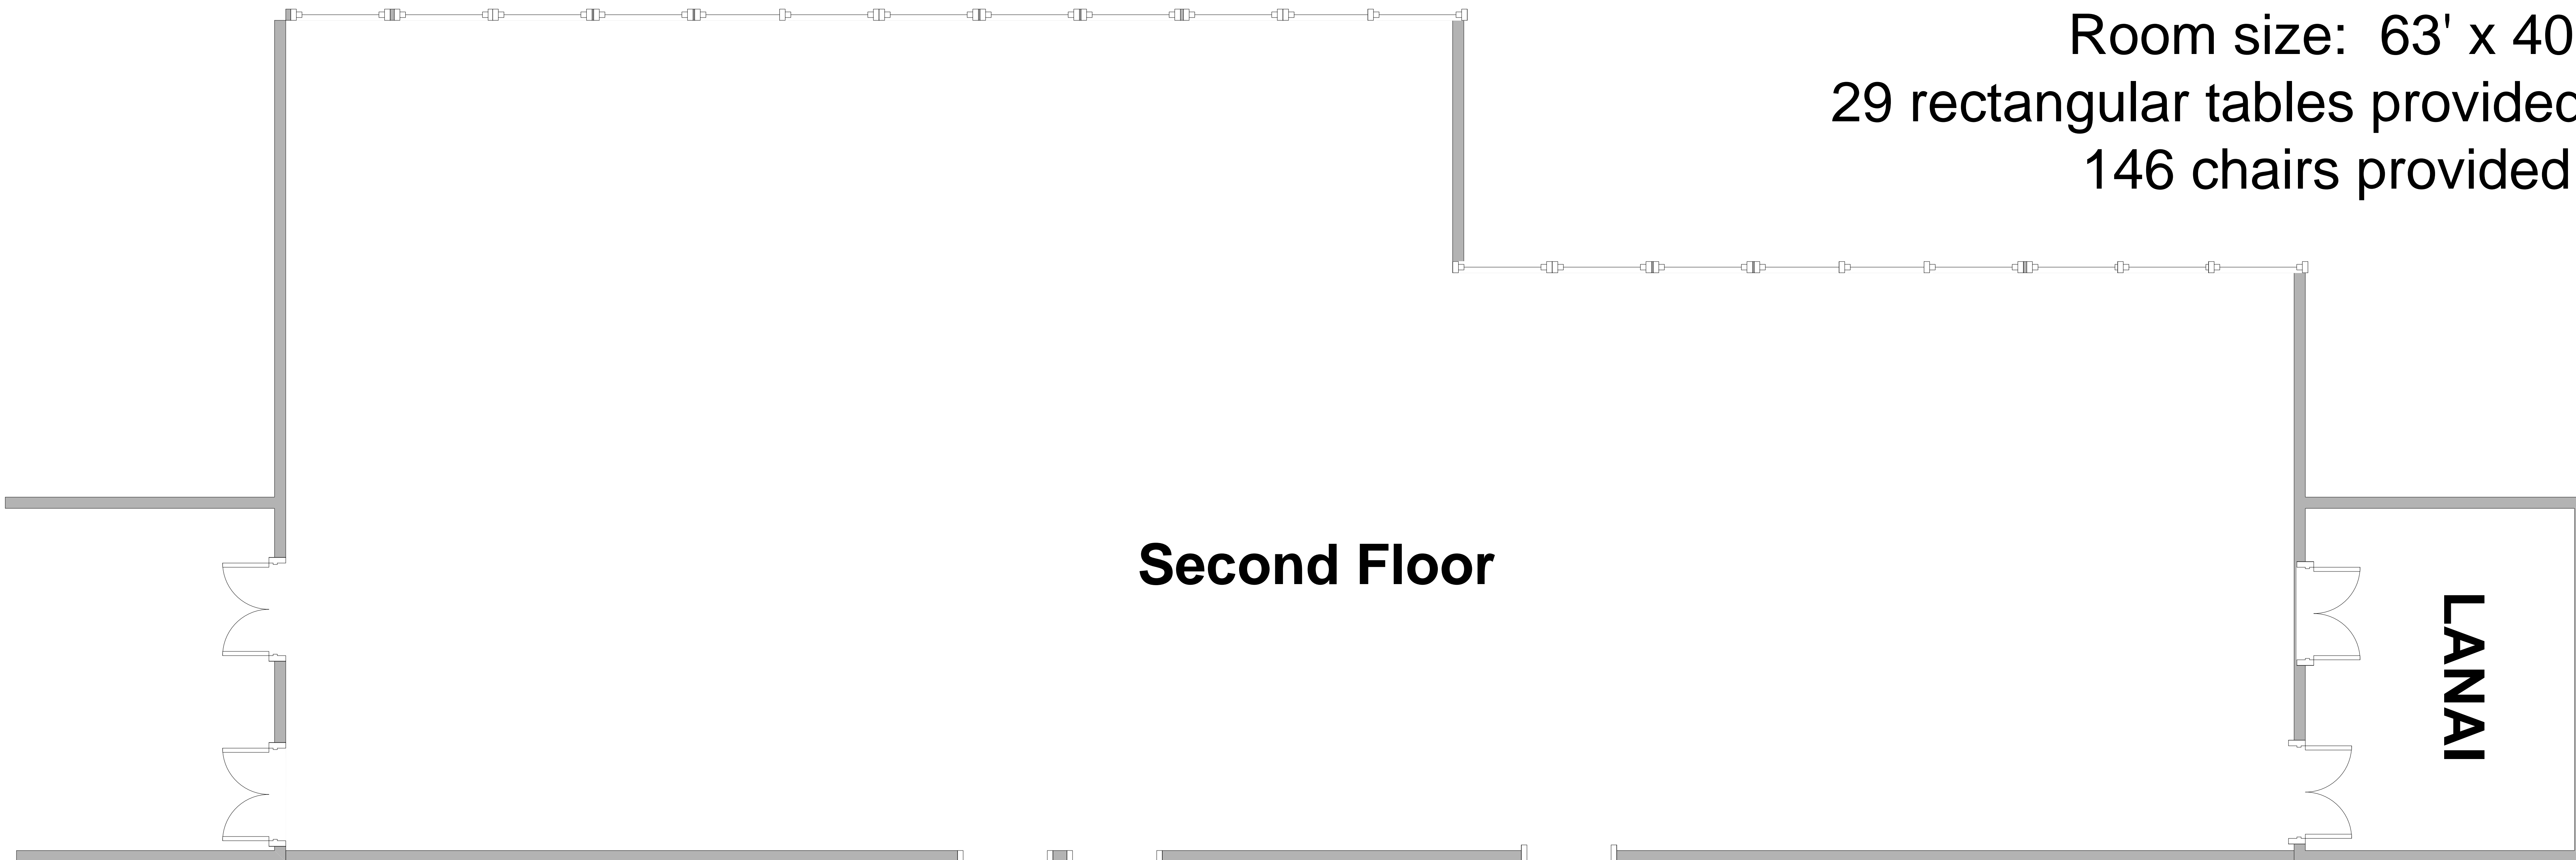 Room size:  63' x 40
29 rectangular tables provided
146 chairs provided
Second Floor
LANAI